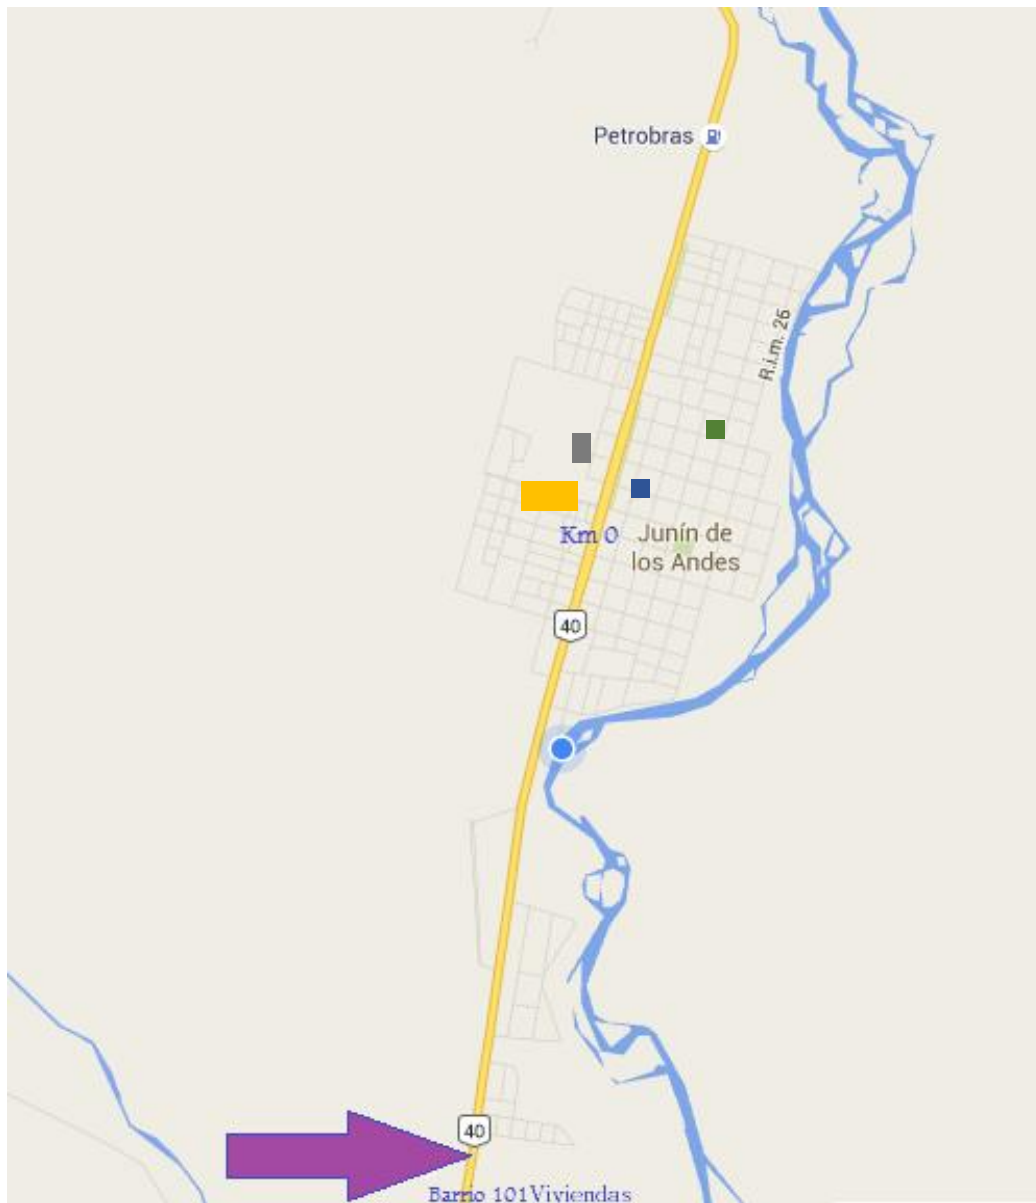 Petrobras
R.i.m. 26
Km 0
Junín de
los Andes
40
40
Barrio 101Viviendas